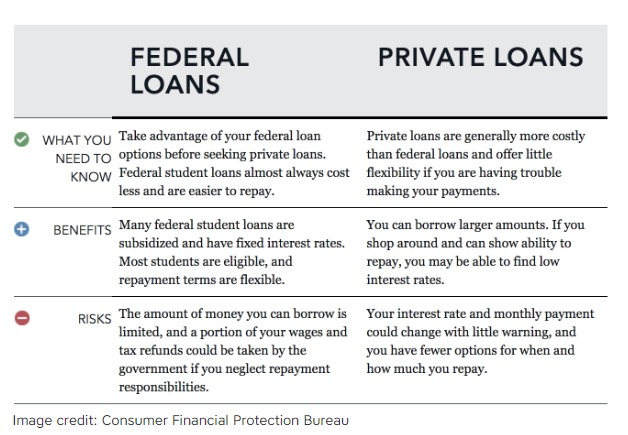 FEDERAL
LOANS
PRIVATE LOANS
WHAT YOU
NEED TO
KNOW
Take advantage of your federal loan
options before seeking private loans.
Federal student loans almost always cost
less and are easier to repay.
Private loans are generally more costly
than federal loans and offer little
flexibility if you are having trouble
making your payments.
BENEFITS
Many federal student loans are
subsidized and have fixed interest rates.
Most students are eligible, and
repayment terms are flexible.
You can borrow larger amounts. If you
shop around and can show ability to
repay, you may be able to find low
interest rates.
RISKS
The amount of money you can borrow is
limited, and a portion of your wages and
tax refunds could be taken by the
government if you neglect repayment
responsibilities.
Your interest rate and monthly payment
could change with little warning, and
you have fewer options for when and
how much you repay.
Image credit: Consumer Financial Protection Bureau